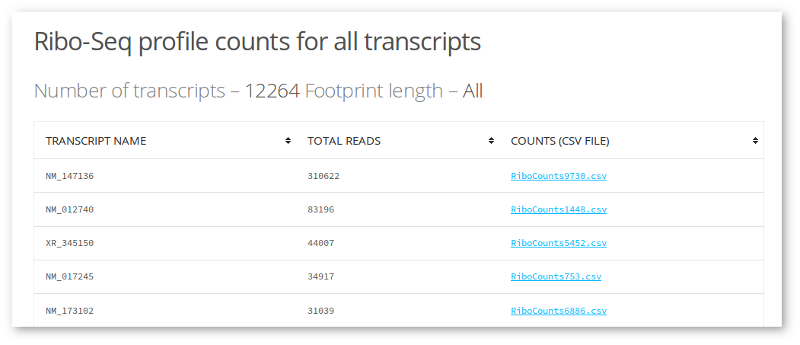 Ribo-Seq profile counts for all transcripts
Number of transcripts – 12264 Footprint length – All
TRANSCRIPT NAME TOTAL READS COUNTS (CSV FILE)
NM_147136 310622 RiboCounts9730.csv
NM_012740 83196 RiboCounts1448.csv
XR_345150 44007 RiboCounts5452.csv
NM_017245 34917 RiboCounts753.csv
NM_173102 31039 RiboCounts6886.csv